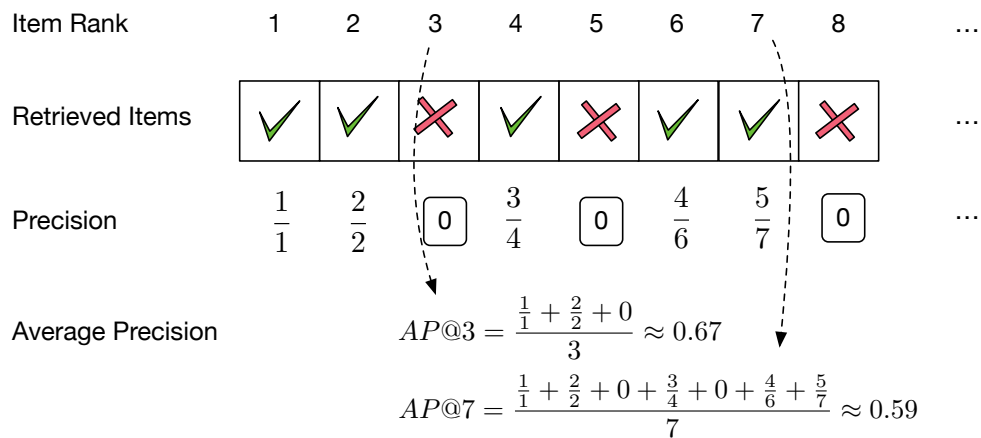 Item Rank 1 2 3 4 5 6 7 8 ...
Retrieved Items ...
Precision 1/1 2/2 0 3/4 0 4/6 5/7 0 ...
Average Precision AP@3 = (1/1 + 2/2 + 0)/3 ≈ 0.67
AP@7 = (1/1 + 2/2 + 0 + 3/4 + 0 + 4/6 + 5/7)/7 ≈ 0.59